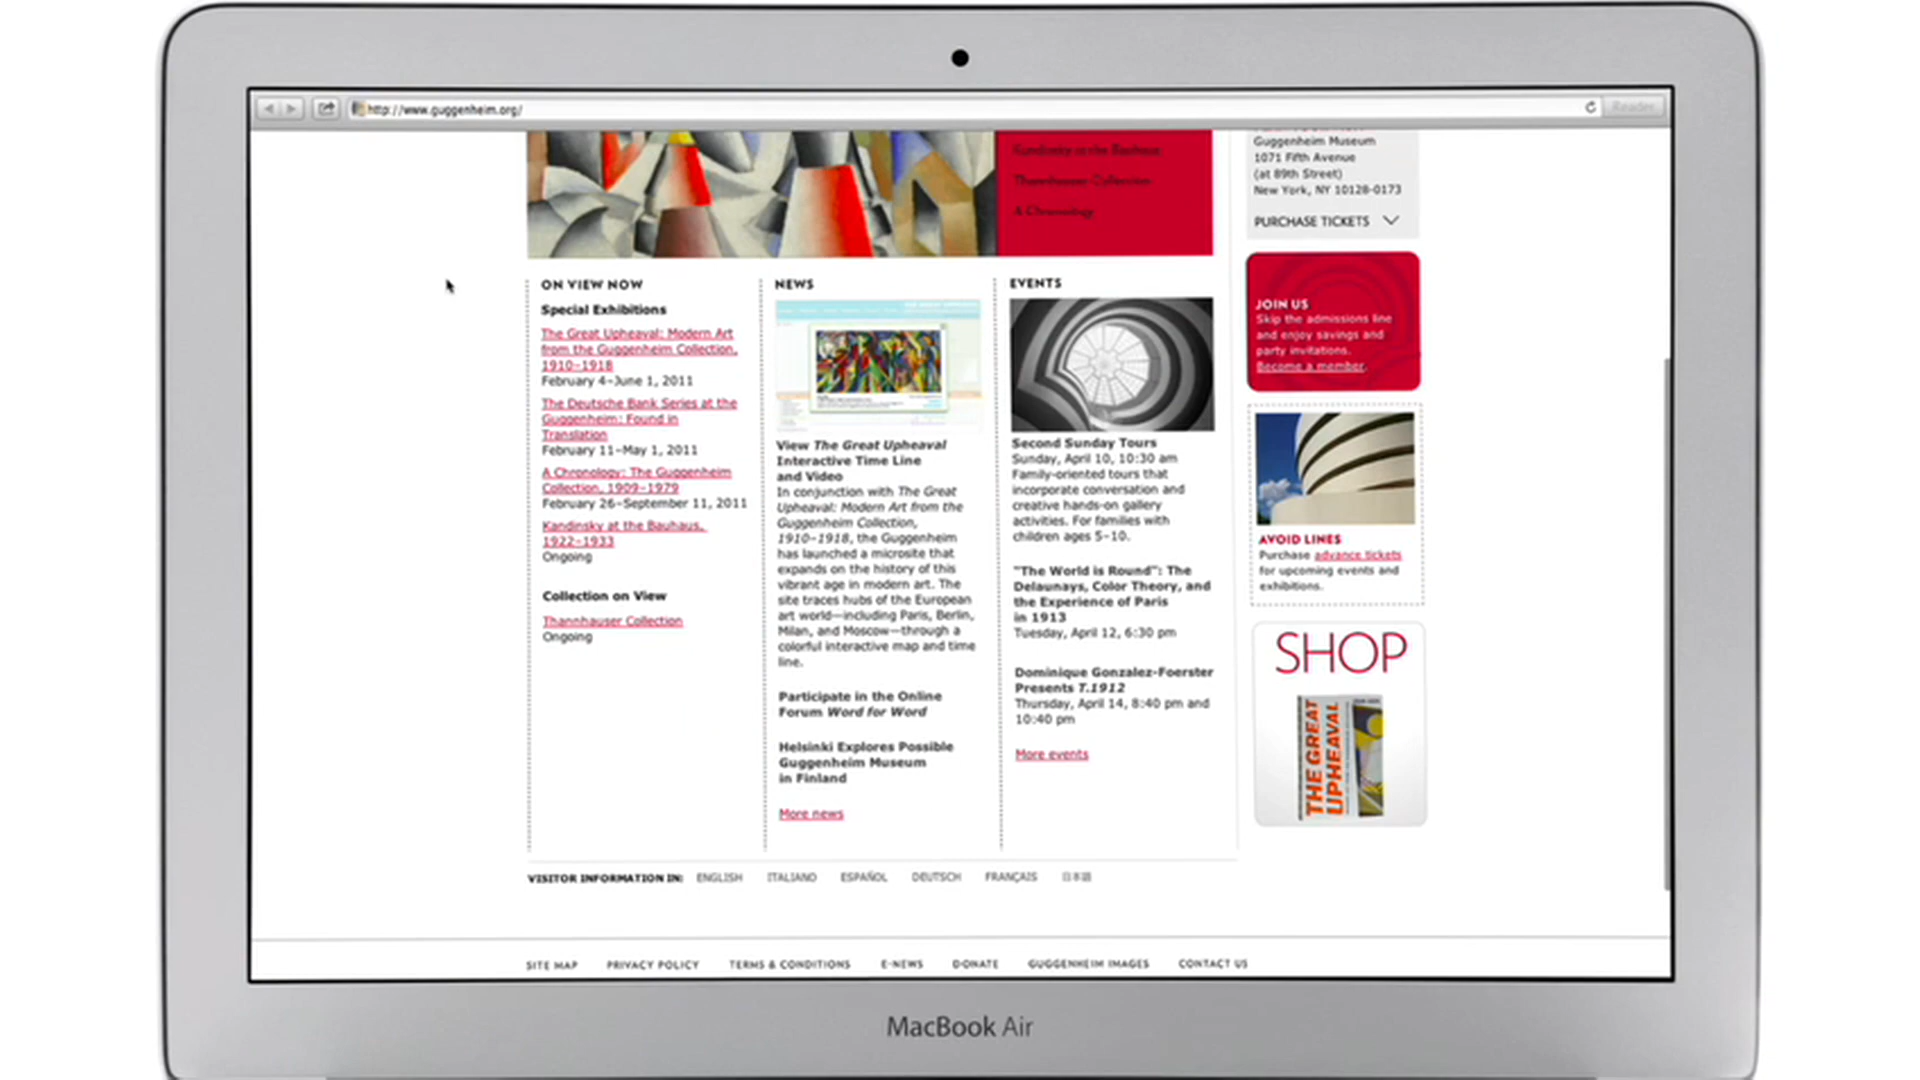 http://www.guggenheim.org/
Reader
Kandinsky at the Bauhaus
Thannhauser Collection
A Chronology
Guggenheim Museum
1071 Fifth Avenue
(at 89th Street)
New York, NY 10128-0173
PURCHASE TICKETS
ON VIEW NOW
Special Exhibitions
The Great Upheaval: Modern Art
from the Guggenheim Collection,
1910–1918
February 4–June 1, 2011
The Deutsche Bank Series at the
Guggenheim: Found in
Translation
February 11–May 1, 2011
A Chronology: The Guggenheim
Collection, 1909–1979
February 26–September 11, 2011
Kandinsky at the Bauhaus,
1922–1933
Ongoing
Collection on View
Thannhauser Collection
Ongoing
NEWS
View The Great Upheaval
Interactive Time Line
and Video
In conjunction with The Great
Upheaval: Modern Art from the
Guggenheim Collection,
1910–1918, the Guggenheim
has launched a microsite that
expands on the history of this
vibrant age in modern art. The
site traces hubs of the European
art world—including Paris, Berlin,
Milan, and Moscow—through a
colorful interactive map and time
line.
Participate in the Online
Forum Word for Word
Helsinki Explores Possible
Guggenheim Museum
in Finland
More news
EVENTS
Second Sunday Tours
Sunday, April 10, 10:30 am
Family-oriented tours that
incorporate conversation and
creative hands-on gallery
activities. For families with
children ages 5–10.
"The World is Round": The
Delaunays, Color Theory, and
the Experience of Paris
in 1913
Tuesday, April 12, 6:30 pm
Dominique Gonzalez-Foerster
Presents T.1912
Thursday, April 14, 8:40 pm and
10:40 pm
More events
JOIN US
Skip the admissions line
and enjoy savings and
party invitations.
Become a member.
AVOID LINES
Purchase advance tickets
for upcoming events and
exhibitions.
SHOP
THE GREAT
UPHEAVAL
VISITOR INFORMATION IN: ENGLISH ITALIANO ESPAÑOL DEUTSCH FRANÇAIS 日本語
SITE MAP PRIVACY POLICY TERMS & CONDITIONS E-NEWS DONATE GUGGENHEIM IMAGES CONTACT US
MacBook Air